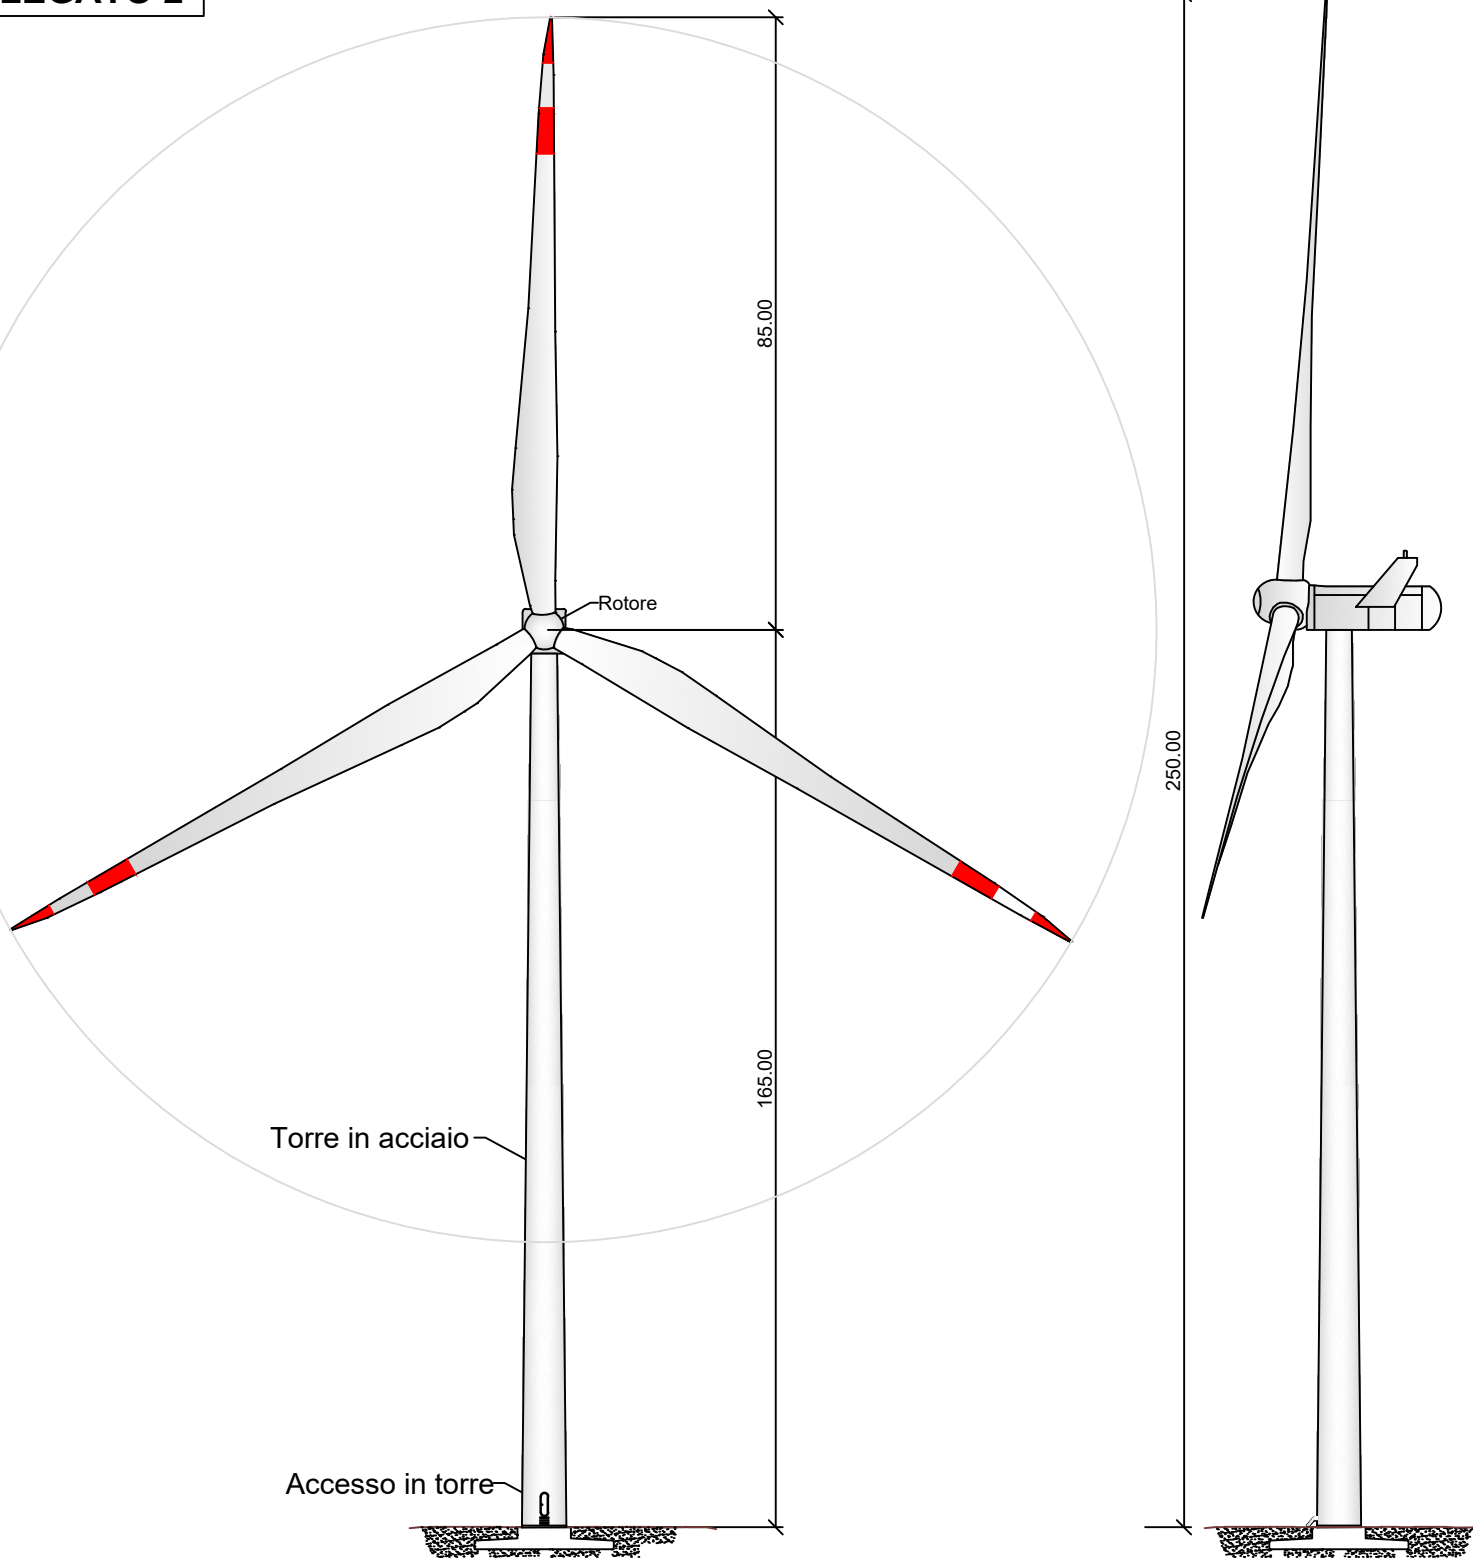 85.00
Rotore
250.00
165.00
Torre in acciaio
Accesso in torre